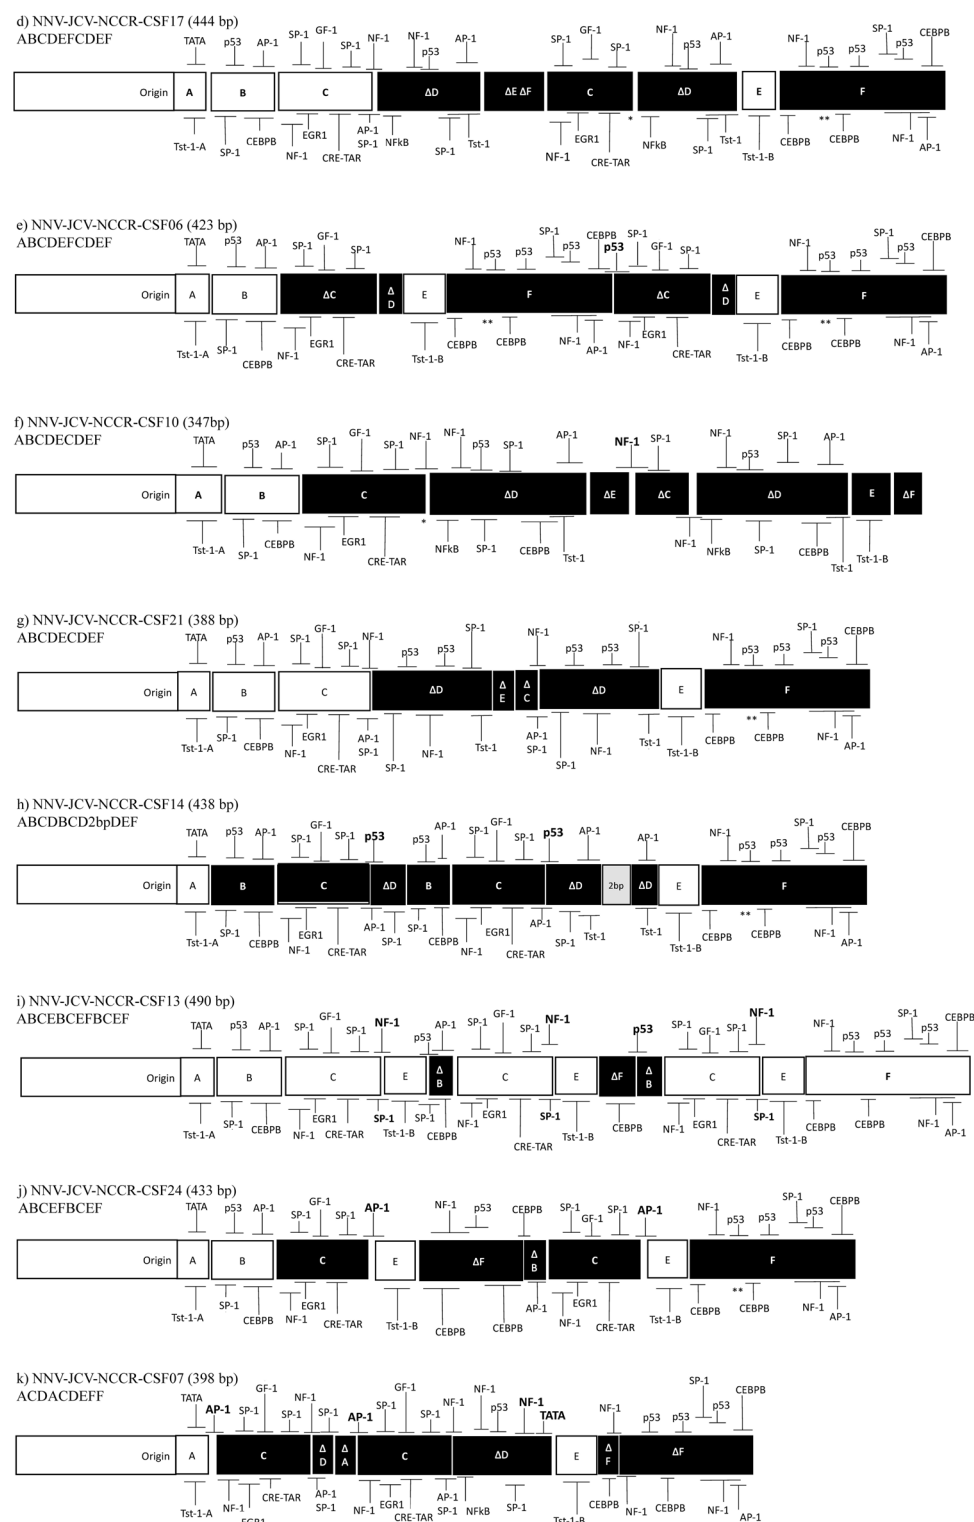 d) NNV-JCV-NCCR-CSF17 (444 bp)
ABCDEFCDEF
TATA p53 AP-1 SP-1 GF-1 SP-1 NF-1 NF-1 p53 AP-1 SP-1 GF-1 SP-1 NF-1 p53 AP-1 NF-1 p53 p53 SP-1 p53 CEBPB
Origin A B C ΔD ΔE ΔF C ΔD E F
Tst-1-A SP-1 CEBPB NF-1 EGR1 CRE-TAR AP-1 SP-1 NFkB SP-1 Tst-1 NF-1 EGR1 CRE-TAR * NFkB SP-1 Tst-1 Tst-1-B CEBPB ** CEBPB NF-1 AP-1
e) NNV-JCV-NCCR-CSF06 (423 bp)
ABCDEFCDEF
TATA p53 AP-1 SP-1 GF-1 SP-1 NF-1 p53 p53 SP-1 p53 CEBPB p53 SP-1 GF-1 SP-1 NF-1 p53 p53 SP-1 p53 CEBPB
Origin A B ΔC Δ D E F ΔC Δ D E F
Tst-1-A SP-1 CEBPB NF-1 EGR1 CRE-TAR Tst-1-B CEBPB ** CEBPB NF-1 AP-1 NF-1 EGR1 CRE-TAR Tst-1-B CEBPB ** CEBPB NF-1 AP-1
f) NNV-JCV-NCCR-CSF10 (347bp)
ABCDECDEF
TATA p53 AP-1 SP-1 GF-1 SP-1 NF-1 NF-1 p53 SP-1 AP-1 NF-1 SP-1 NF-1 p53 SP-1 AP-1
Origin A B C ΔD ΔE ΔC ΔD E ΔF
Tst-1-A SP-1 CEBPB NF-1 EGR1 CRE-TAR * NFkB SP-1 CEBPB Tst-1 NF-1 NFkB SP-1 CEBPB Tst-1 Tst-1-B
g) NNV-JCV-NCCR-CSF21 (388 bp)
ABCDECDEF
TATA p53 AP-1 SP-1 GF-1 SP-1 NF-1 p53 p53 SP-1 NF-1 p53 p53 SP-1 NF-1 p53 p53 SP-1 p53 CEBPB
Origin A B C ΔD Δ E Δ C ΔD E F
Tst-1-A SP-1 CEBPB NF-1 EGR1 CRE-TAR AP-1 SP-1 SP-1 NF-1 Tst-1 AP-1 SP-1 SP-1 NF-1 Tst-1 Tst-1-B CEBPB ** CEBPB NF-1 AP-1
h) NNV-JCV-NCCR-CSF14 (438 bp)
ABCDBCD2bpDEF
TATA p53 AP-1 SP-1 GF-1 SP-1 p53 p53 AP-1 SP-1 GF-1 SP-1 p53 AP-1 AP-1 NF-1 p53 p53 SP-1 p53 CEBPB
Origin A B C ΔD B C ΔD 2bp ΔD E F
Tst-1-A SP-1 CEBPB NF-1 EGR1 CRE-TAR AP-1 SP-1 SP-1 CEBPB NF-1 EGR1 CRE-TAR AP-1 SP-1 Tst-1 Tst-1 Tst-1-B CEBPB ** CEBPB NF-1 AP-1
i) NNV-JCV-NCCR-CSF13 (490 bp)
ABCEBCEFBCEF
TATA p53 AP-1 SP-1 GF-1 SP-1 NF-1 p53 AP-1 SP-1 GF-1 SP-1 NF-1 p53 SP-1 GF-1 SP-1 NF-1 NF-1 p53 p53 SP-1 p53 CEBPB
Origin A B C E Δ B C E ΔF Δ B C E F
Tst-1-A SP-1 CEBPB NF-1 EGR1 CRE-TAR SP-1 Tst-1-B SP-1 CEBPB NF-1 EGR1 CRE-TAR SP-1 Tst-1-B CEBPB NF-1 EGR1 CRE-TAR SP-1 Tst-1-B CEBPB CEBPB NF-1 AP-1
j) NNV-JCV-NCCR-CSF24 (433 bp)
ABCEFBCEF
TATA p53 AP-1 SP-1 GF-1 SP-1 AP-1 NF-1 p53 CEBPB SP-1 GF-1 SP-1 AP-1 NF-1 p53 p53 SP-1 p53 CEBPB
Origin A B C E ΔF Δ B C E F
Tst-1-A SP-1 CEBPB NF-1 EGR1 CRE-TAR Tst-1-B CEBPB CEBPB AP-1 NF-1 EGR1 CRE-TAR Tst-1-B CEBPB ** CEBPB NF-1 AP-1
k) NNV-JCV-NCCR-CSF07 (398 bp)
ACDACDEFF
TATA AP-1 SP-1 GF-1 SP-1 NF-1 SP-1 AP-1 SP-1 GF-1 SP-1 NF-1 NF-1 p53 NF-1 TATA NF-1 p53 p53 SP-1 p53 CEBPB
Origin A C Δ D Δ A C ΔD E Δ F ΔF
Tst-1-A NF-1 EGR1 CRE-TAR AP-1 SP-1 NF-1 EGR1 CRE-TAR AP-1 SP-1 NFkB SP-1 Tst-1-B CEBPB NF-1 CEBPB NF-1 AP-1